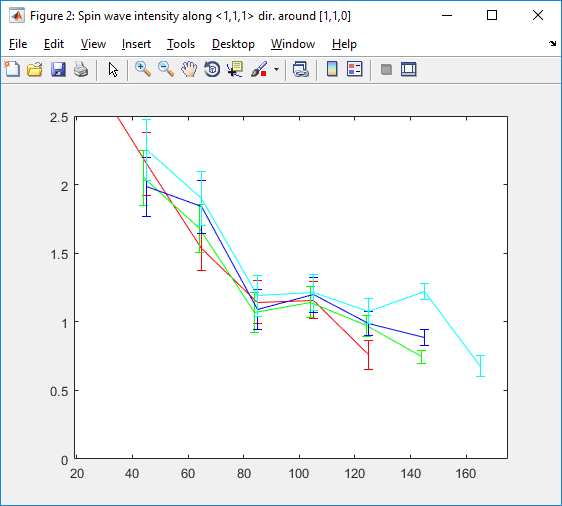 Figure 2: Spin wave intensity along <1,1,1> dir. around [1,1,0]
File Edit View Insert Tools Desktop Window Help
2.5
2
1.5
1
0.5
0
20 40 60 80 100 120 140 160